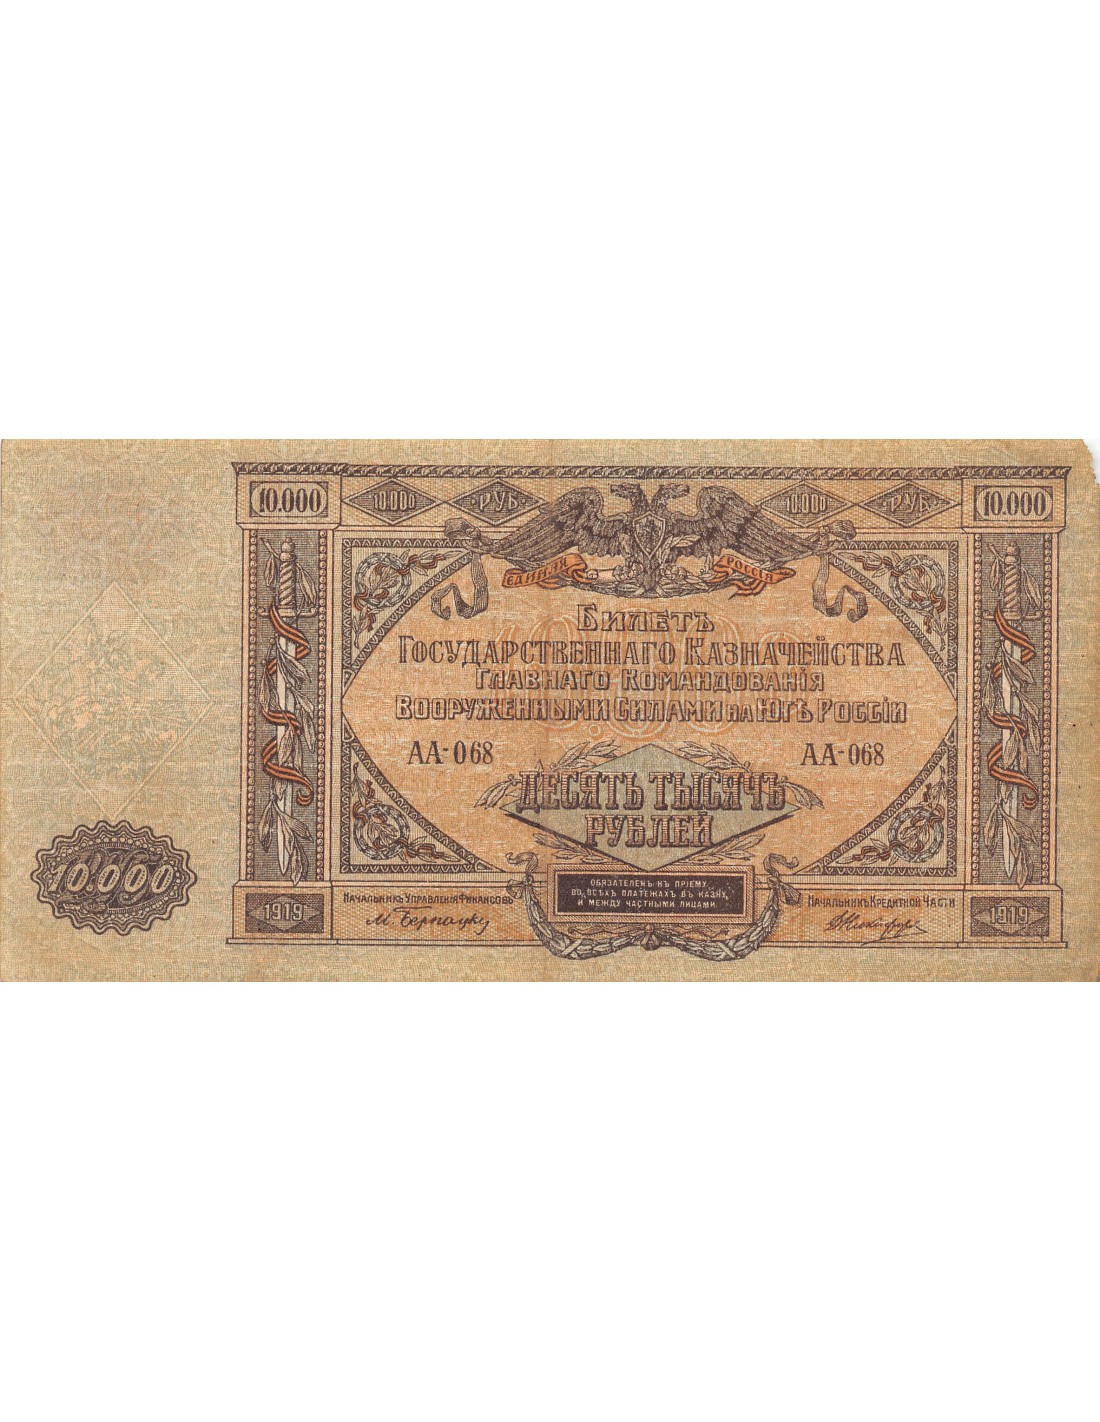 10.000 10.000 РУБ 10.000 РУБ 10.000
ЕДИНАЯ РОССІЯ
БИЛЕТЪ
ГОСУДАРСТВЕННАГО КАЗНАЧЕЙСТВА
ГЛАВНАГО КОМАНДОВАНІЯ
ВООРУЖЕННЫМИ СИЛАМИ НА ЮГѢ РОССІИ
АА-068 АА-068
ДЕСЯТЬ ТЫСЯЧЪ
РУБЛЕЙ
10.000
ОБЯЗАТЕЛЕНЪ КЪ ПРІЕМУ
ВО ВСѢХЪ ПЛАТЕЖАХЪ ВЪ КАЗНУ,
И МЕЖДУ ЧАСТНЫМИ ЛИЦАМИ.
НАЧАЛЬНИКЪ УПРАВЛЕНІЯ ФИНАНСОВЪ НАЧАЛЬНИКЪ КРЕДИТНОЙ ЧАСТИ
1919 1919